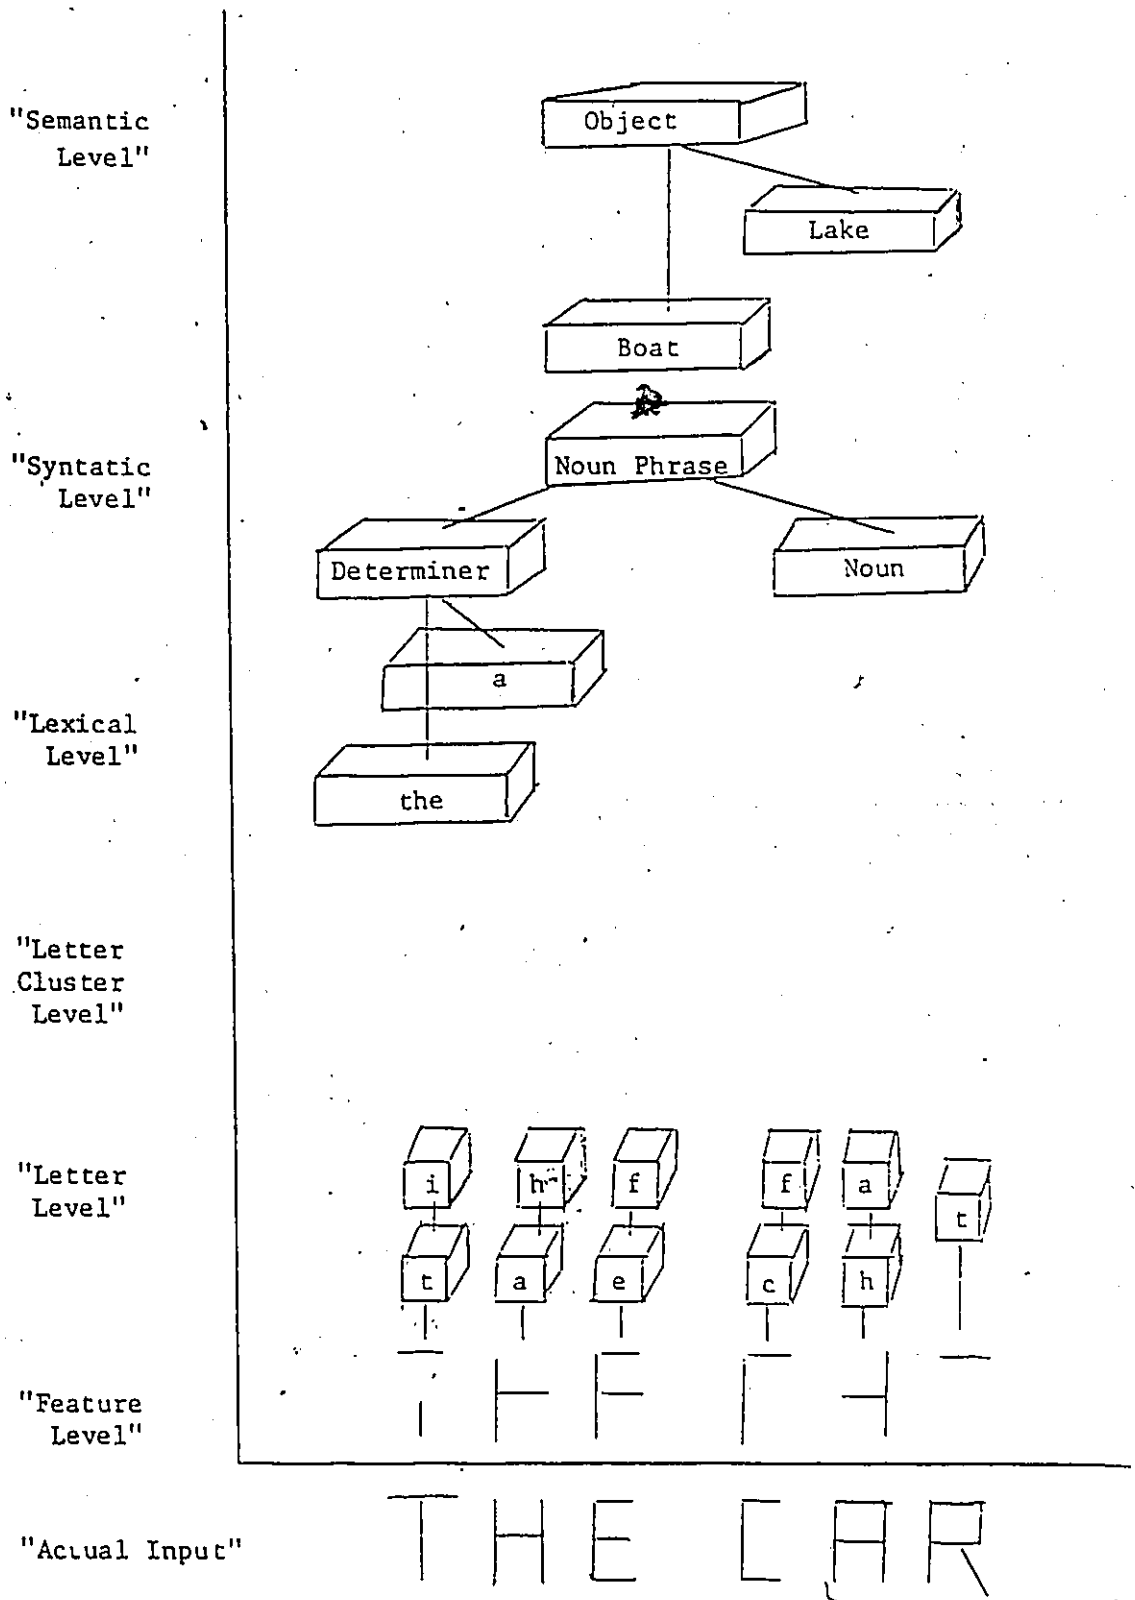 "Semantic
Level"
Object
Lake
Boat
"Syntatic
Level"
Noun Phrase
Determiner
Noun
a
"Lexical
Level"
the
"Letter
Cluster
Level"
"Letter
Level"
i h f f a t
t a e c h
"Feature
Level"
"Actual Input"
THE CAR